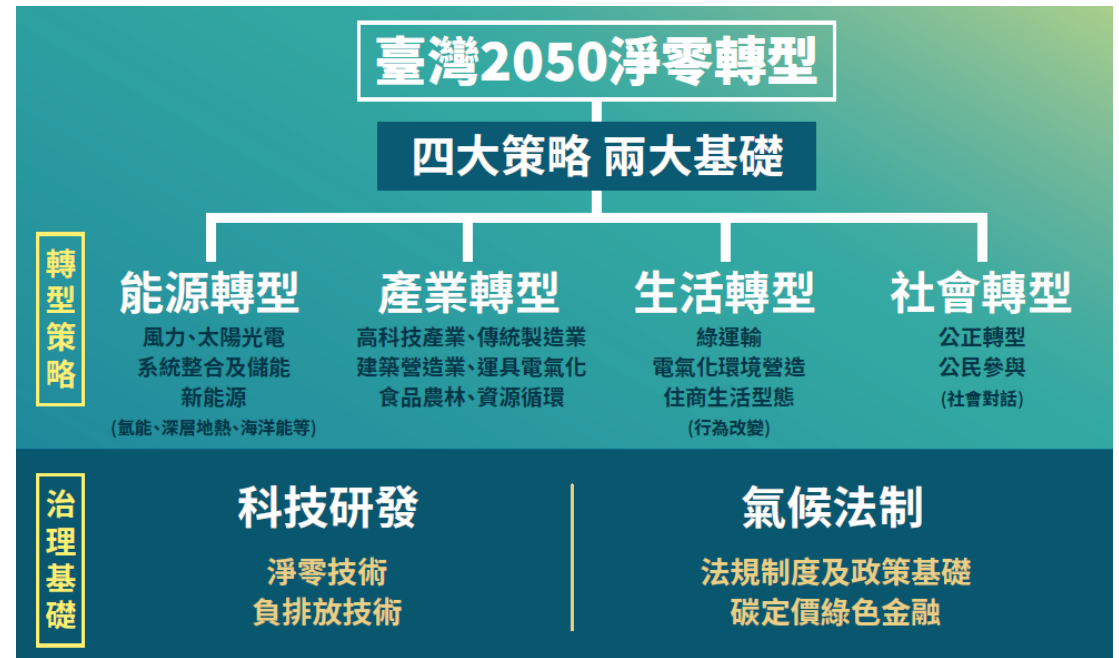 臺灣2050淨零轉型
四大策略 兩大基礎
轉型策略
能源轉型
風力、太陽光電
系統整合及儲能
新能源
(氫能、深層地熱、海洋能等)
產業轉型
高科技產業、傳統製造業
建築營造業、運具電氣化
食品農林、資源循環
生活轉型
綠運輸
電氣化環境營造
住商生活型態
(行為改變)
社會轉型
公正轉型
公民參與
(社會對話)
治理基礎
科技研發
淨零技術
負排放技術
氣候法制
法規制度及政策基礎
碳定價綠色金融